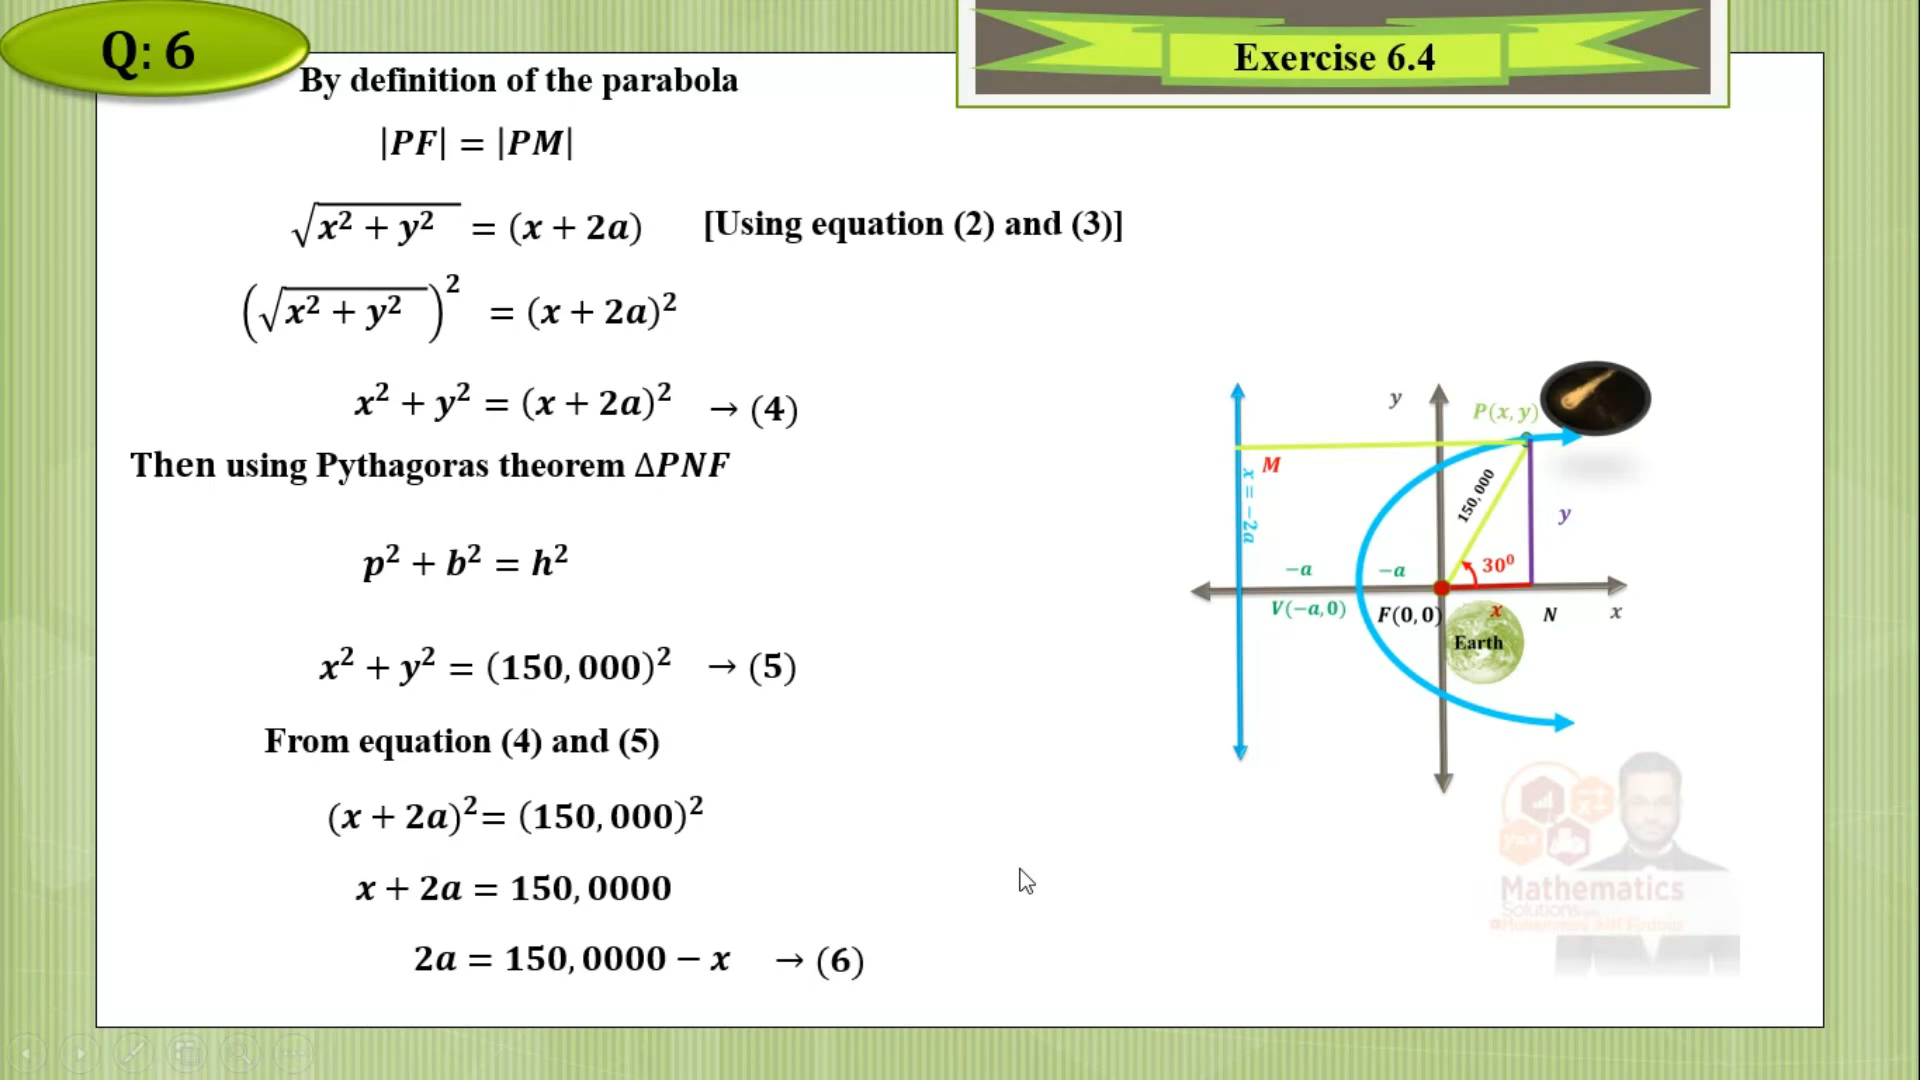 Q: 6
Exercise 6.4
By definition of the parabola
|PF| = |PM|
√(x² + y²) = (x + 2a) [Using equation (2) and (3)]
(√(x² + y²))² = (x + 2a)²
x² + y² = (x + 2a)² → (4)
Then using Pythagoras theorem ΔPNF
p² + b² = h²
x² + y² = (150,000)² → (5)
From equation (4) and (5)
(x + 2a)² = (150,000)²
x + 2a = 150,0000
2a = 150,0000 − x → (6)
y
P(x, y)
M
x = −2a
150,000
y
−a
−a
30⁰
V(−a, 0)
F(0, 0)
x
N
x
Earth
Mathematics
Solutions